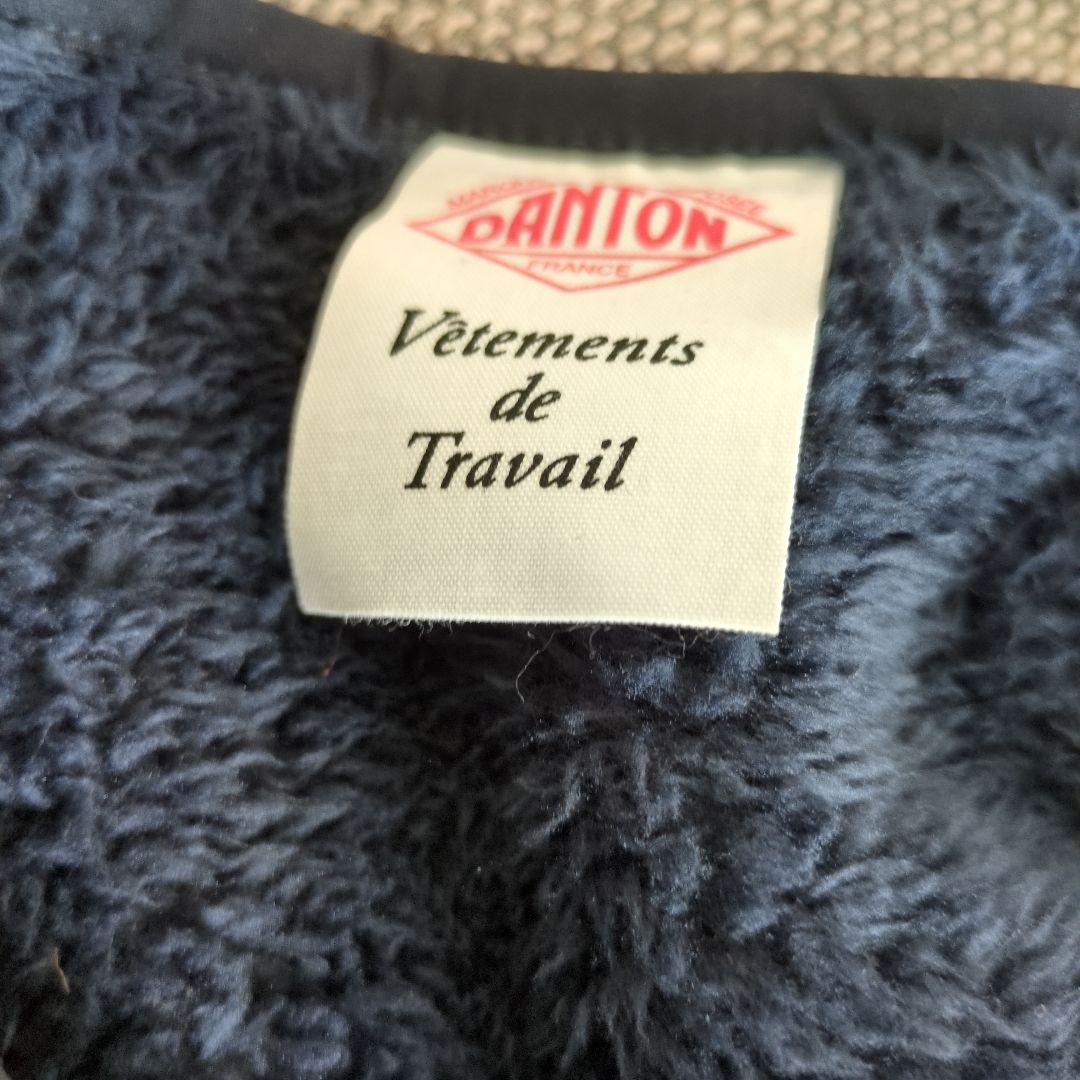 DANTON
FRANCE
Vêtements
de
Travail